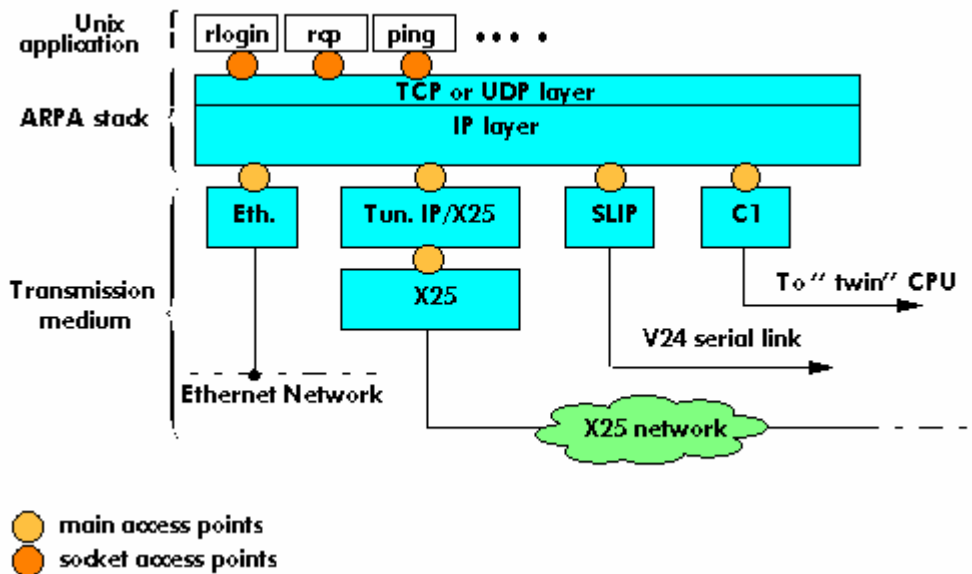 Unix
application
rlogin
rcp
ping
• • • •
ARPA stack
TCP or UDP layer
IP layer
Eth.
Tun. IP/X25
SLIP
C1
X25
Transmission
medium
To " twin" CPU
V24 serial link
Ethernet Network
X25 network
main access points
socket access points